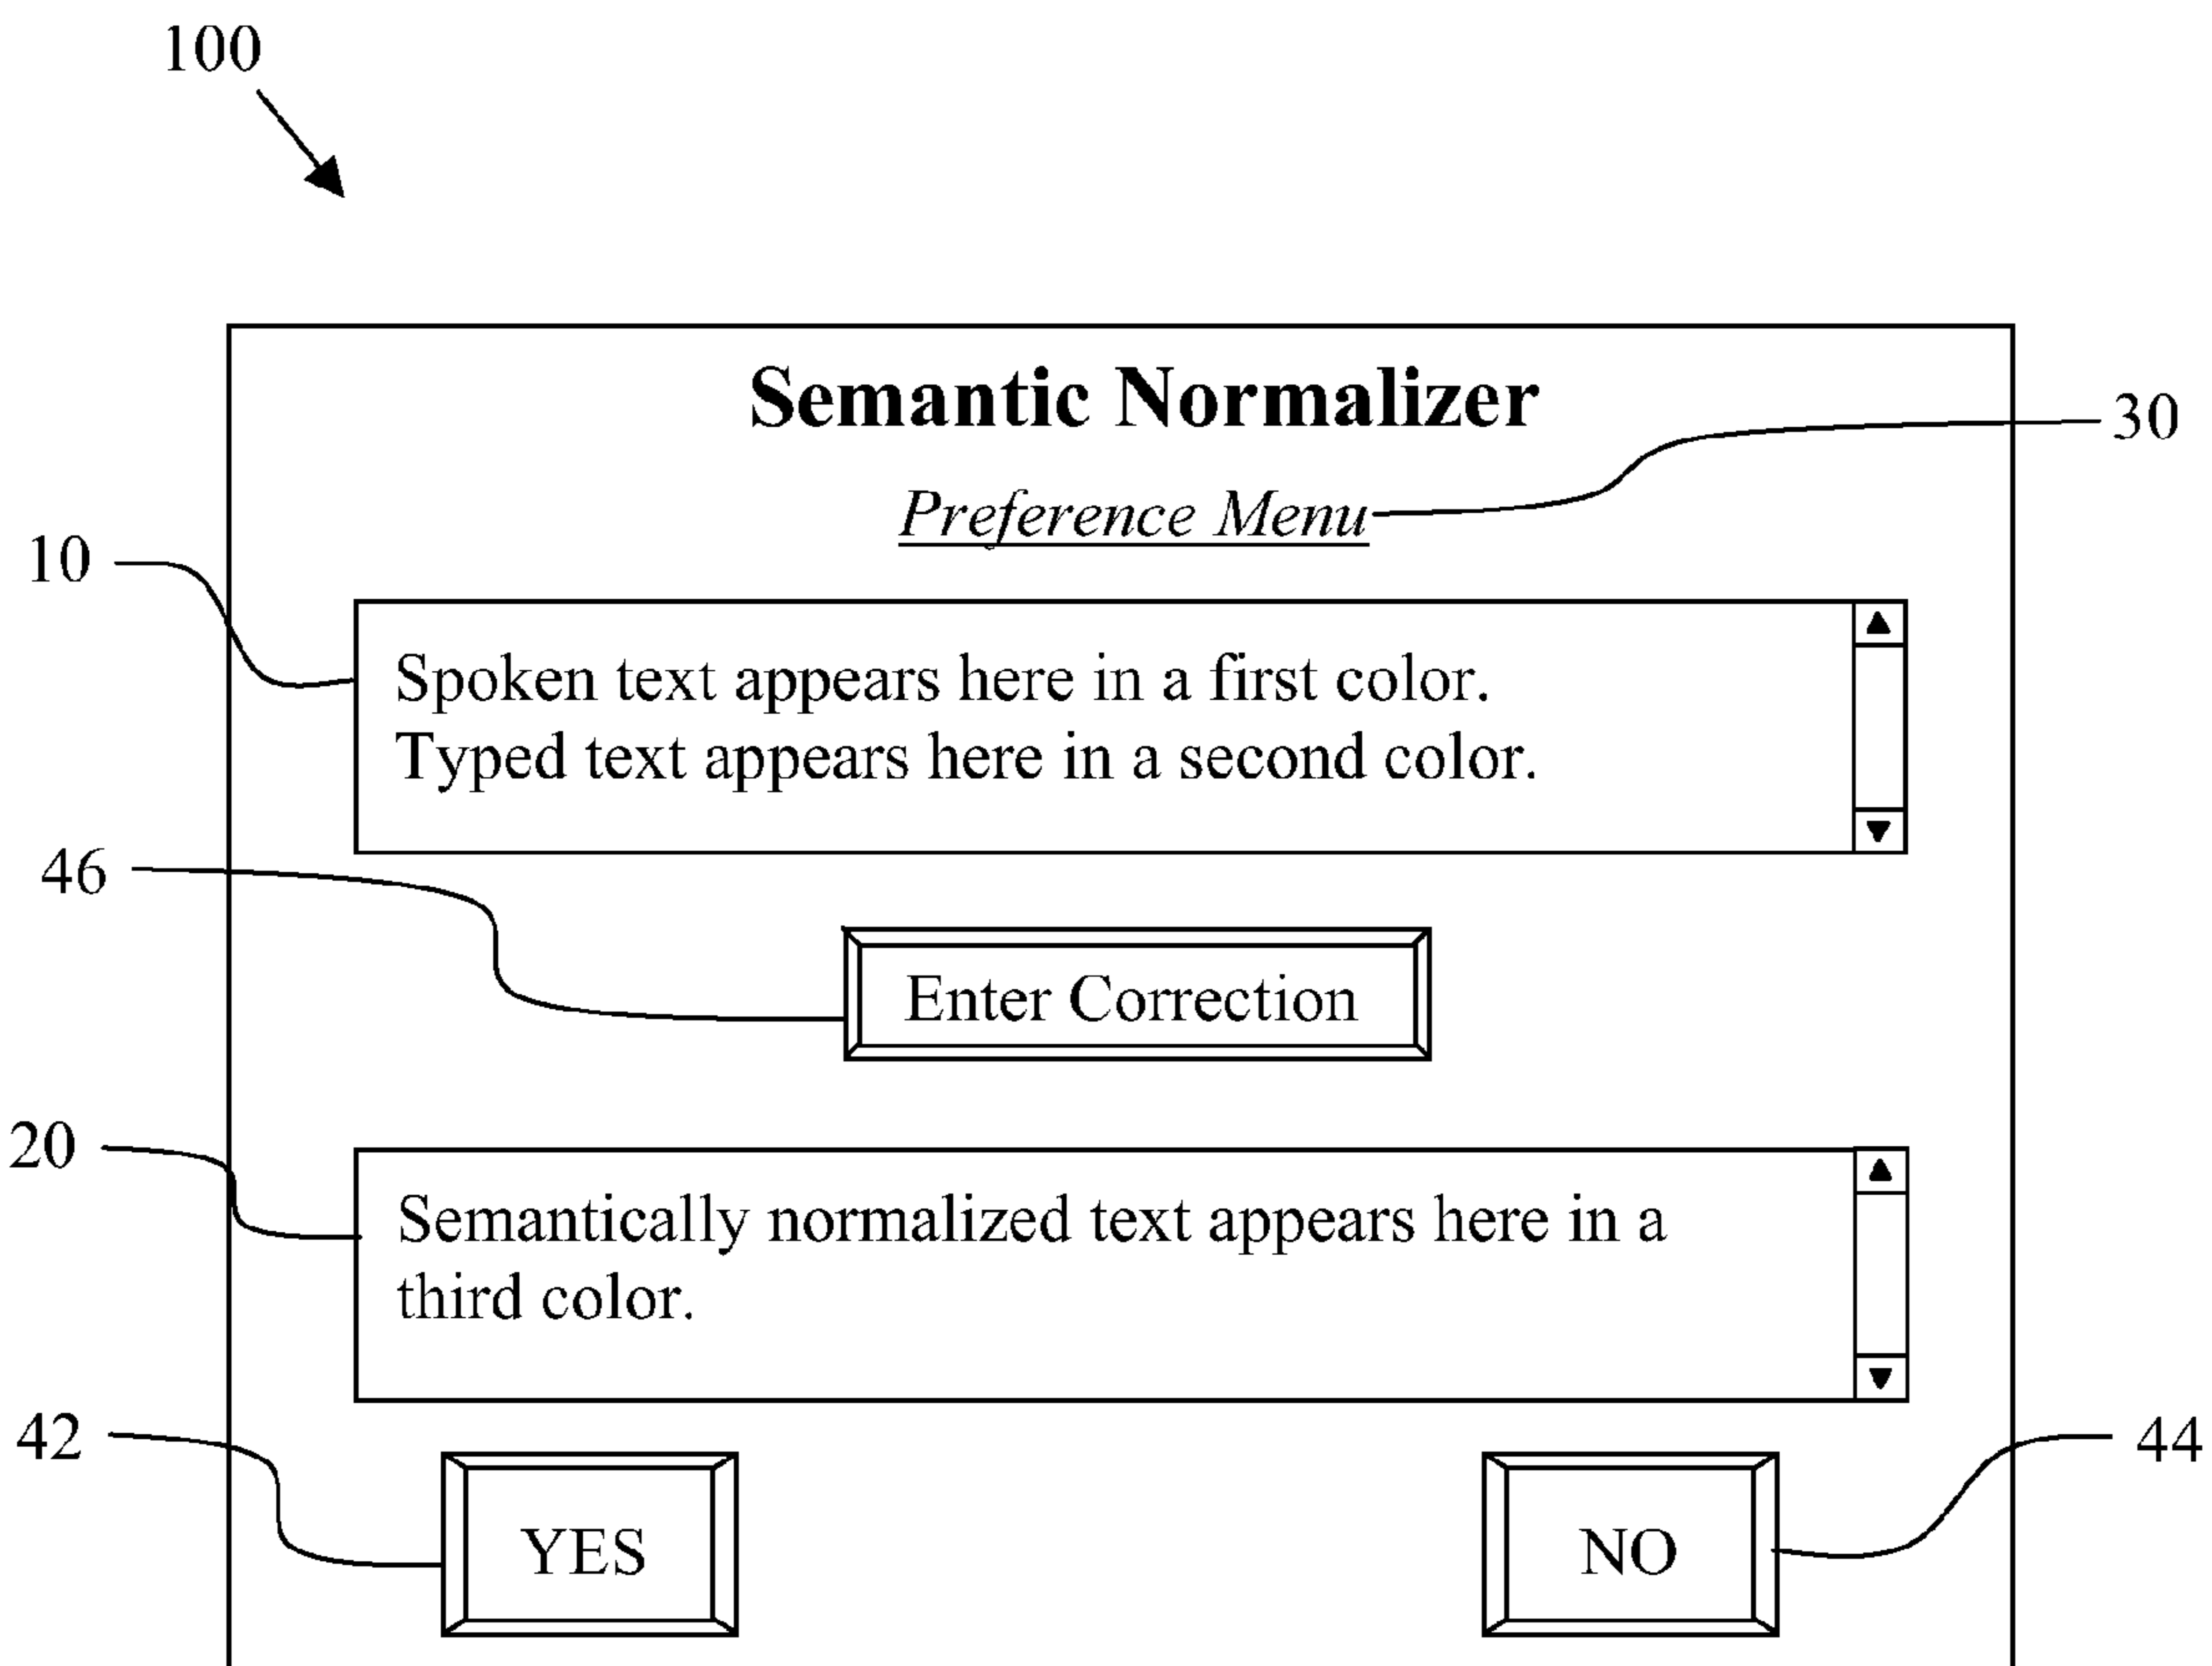 100
Semantic Normalizer
30
Preference Menu
10
Spoken text appears here in a first color.
Typed text appears here in a second color.
46
Enter Correction
20
Semantically normalized text appears here in a
third color.
42
44
YES
NO